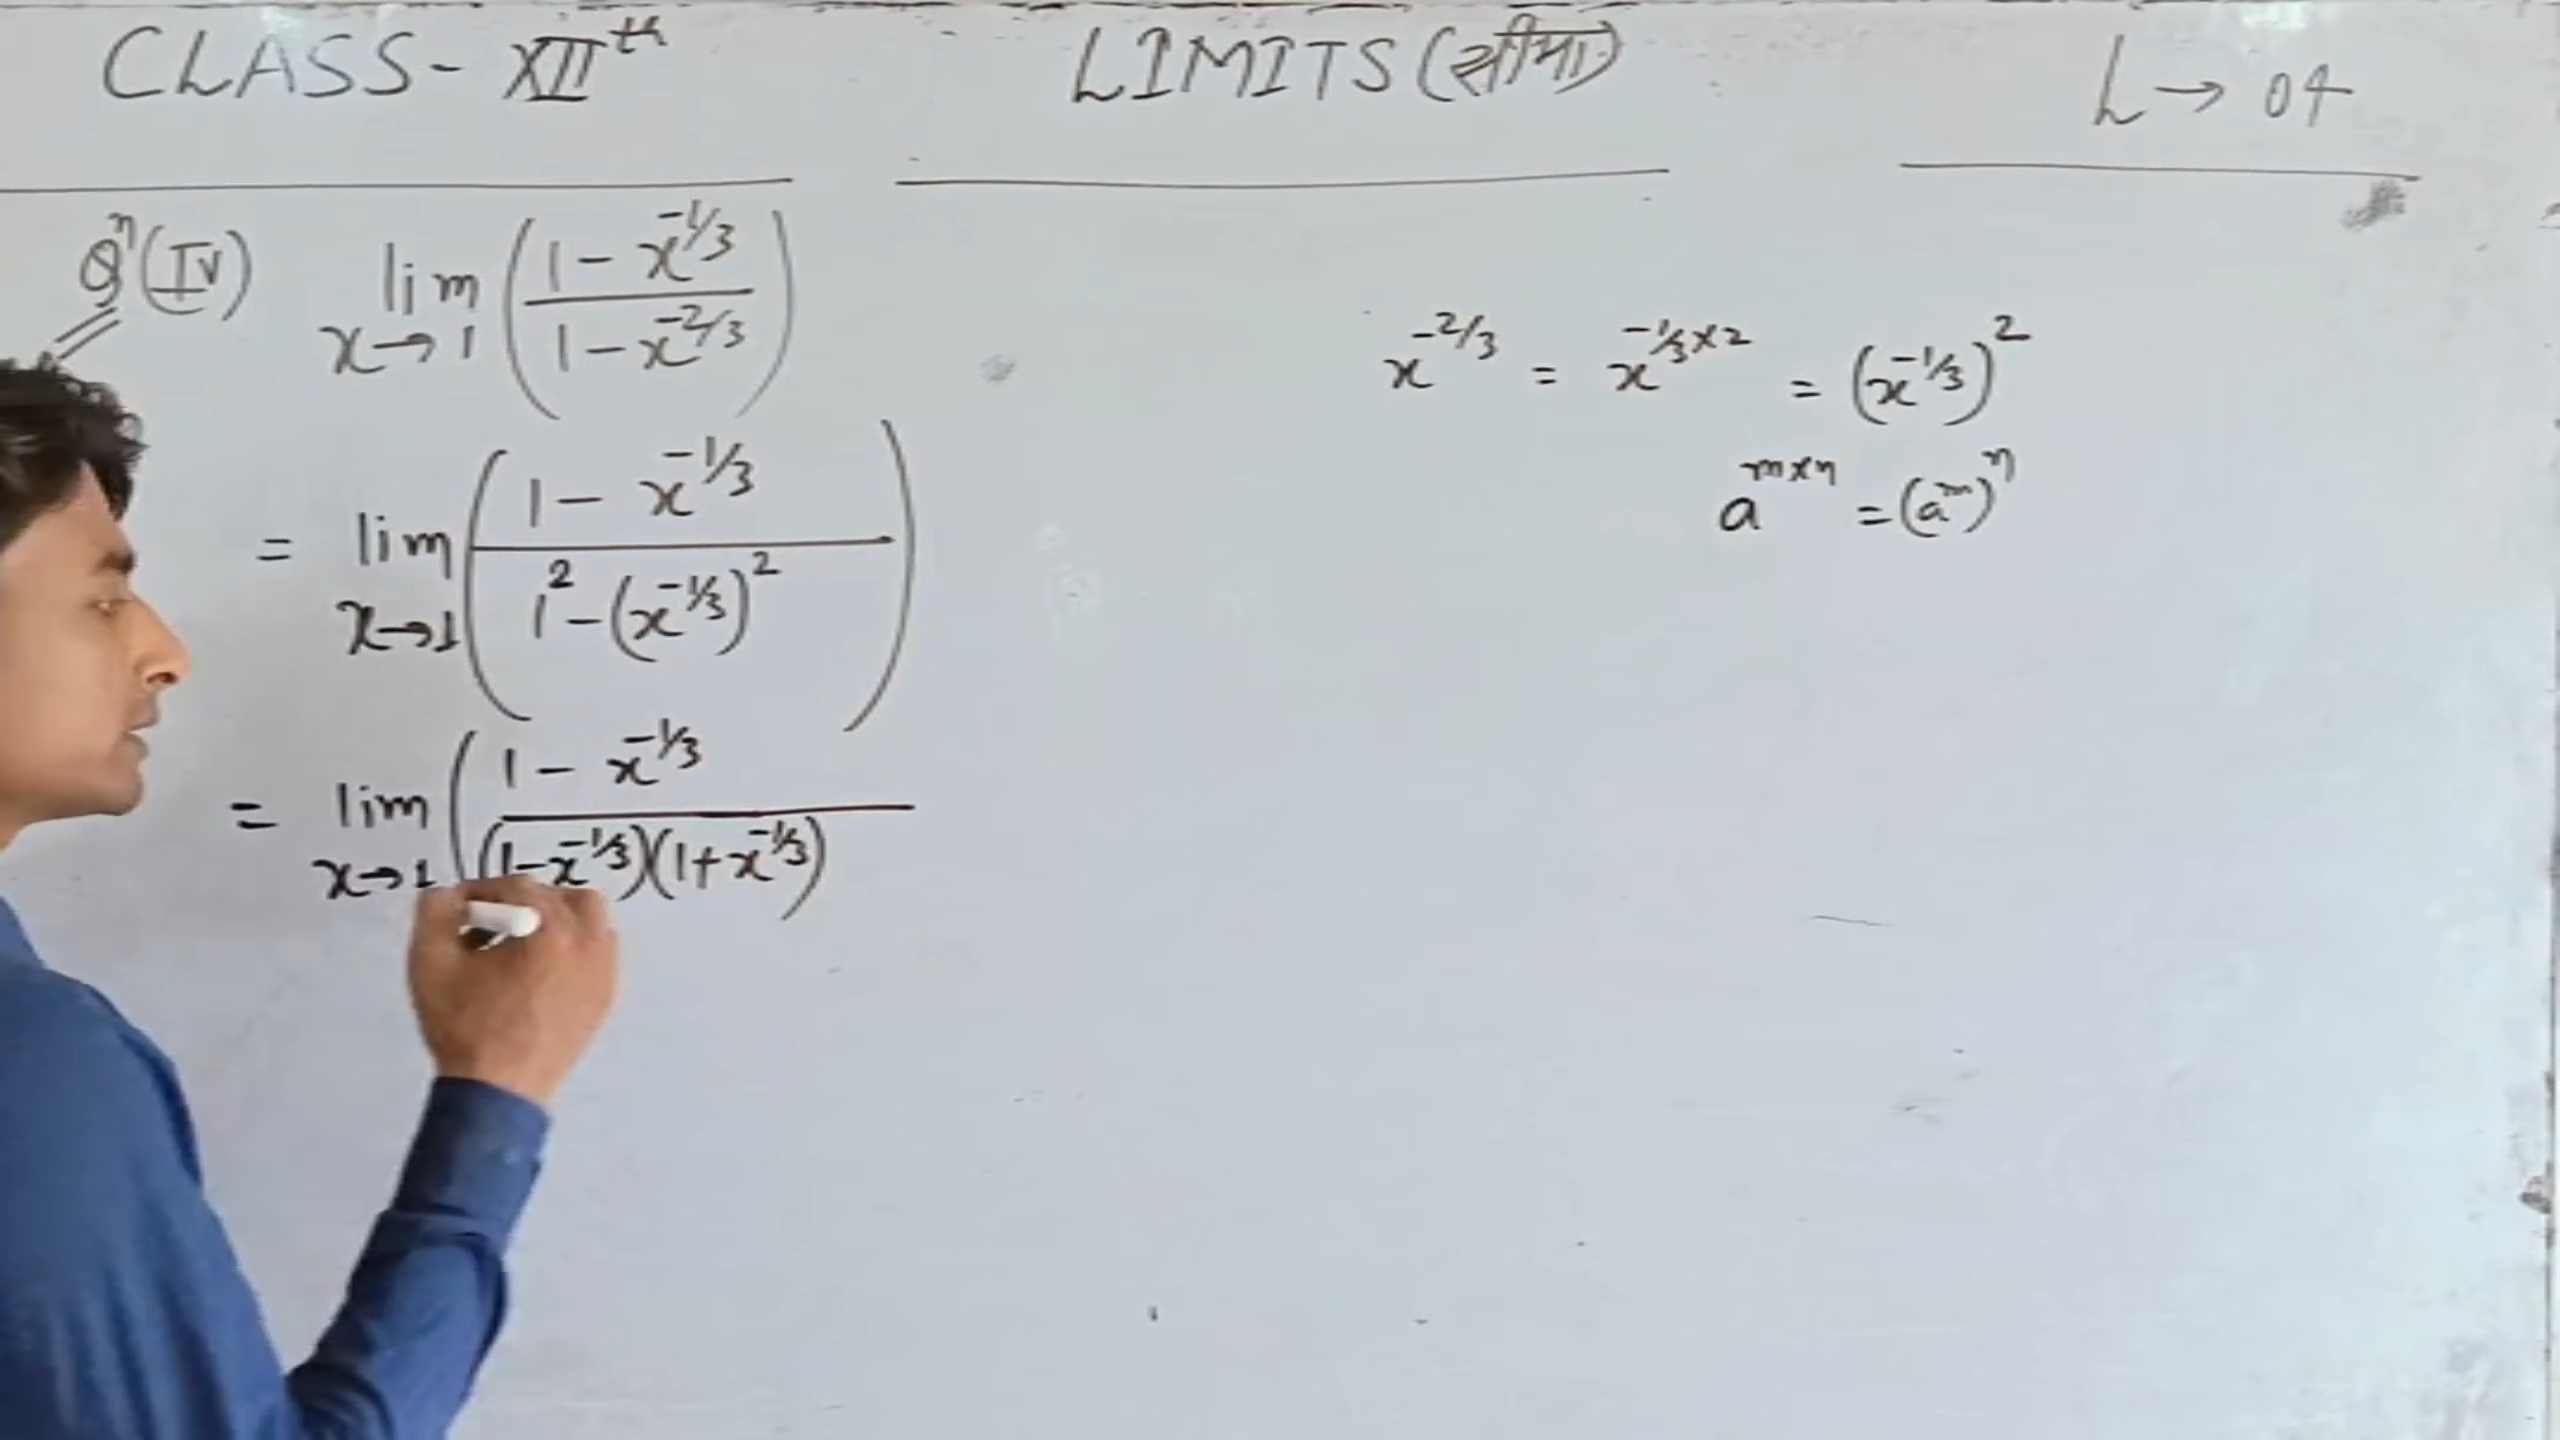 CLASS - XIIth LIMITS (सीमा) L → 04
Qⁿ (IV) lim x→1 ( (1 - x^(-1/3)) / (1 - x^(-2/3)) )
= lim x→1 ( (1 - x^(-1/3)) / (1² - (x^(-1/3))²) )
= lim x→1 ( (1 - x^(-1/3)) / ((1 - x^(-1/3))(1 + x^(-1/3)))
x^(-2/3) = x^(-1/3 × 2) = (x^(-1/3))²
a^(m×n) = (a^m)^n